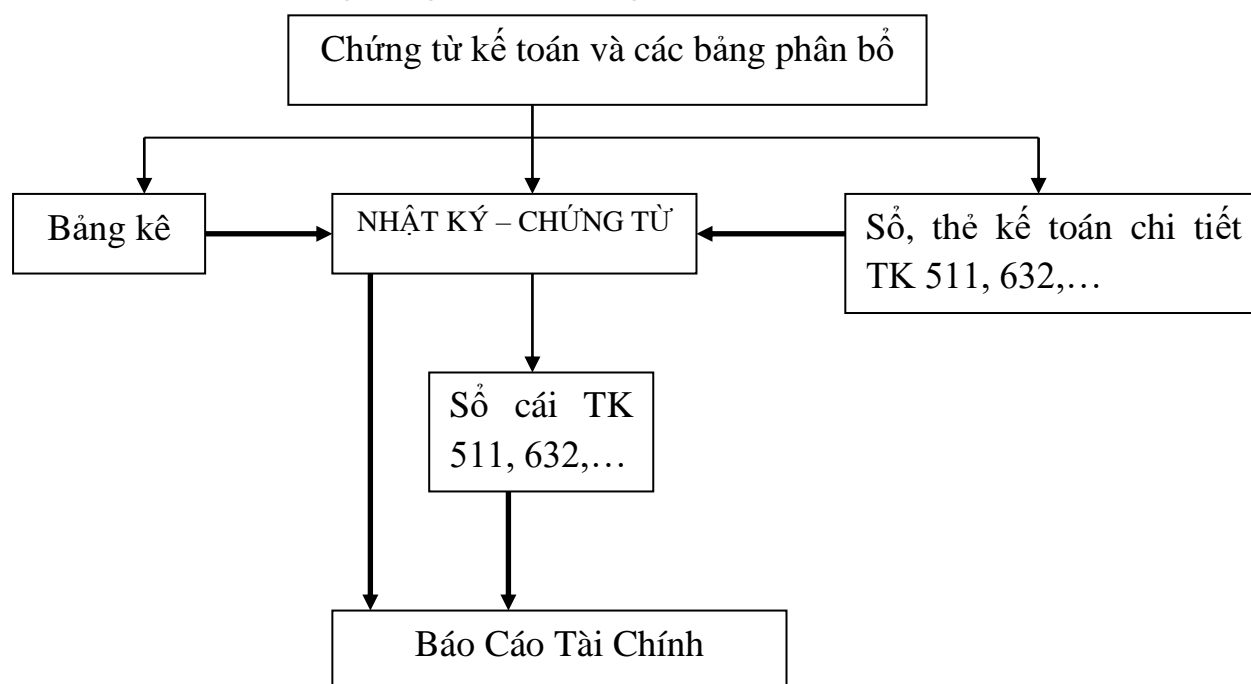 Chứng từ kế toán và các bảng phân bổ
Bảng kê
NHẬT KÝ – CHỨNG TỪ
Sổ, thẻ kế toán chi tiết
TK 511, 632,…
Sổ cái TK
511, 632,…
Báo Cáo Tài Chính